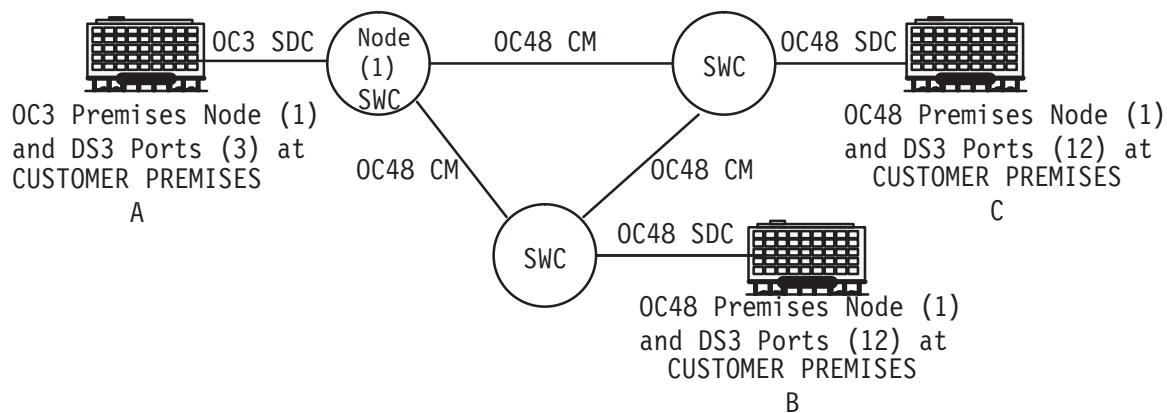 OC3 SDC
Node
(1)
SWC
OC48 CM
SWC
OC48 SDC
OC3 Premises Node (1)
and DS3 Ports (3) at
CUSTOMER PREMISES
A
OC48 Premises Node (1)
and DS3 Ports (12) at
CUSTOMER PREMISES
C
OC48 CM
OC48 CM
SWC
OC48 SDC
OC48 Premises Node (1)
and DS3 Ports (12) at
CUSTOMER PREMISES
B